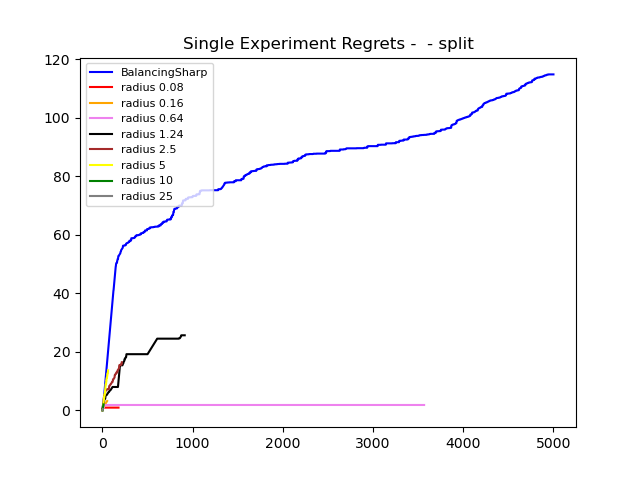 Single Experiment Regrets -  - split
120
100
80
60
40
20
0
BalancingSharp
radius 0.08
radius 0.16
radius 0.64
radius 1.24
radius 2.5
radius 5
radius 10
radius 25
0 1000 2000 3000 4000 5000